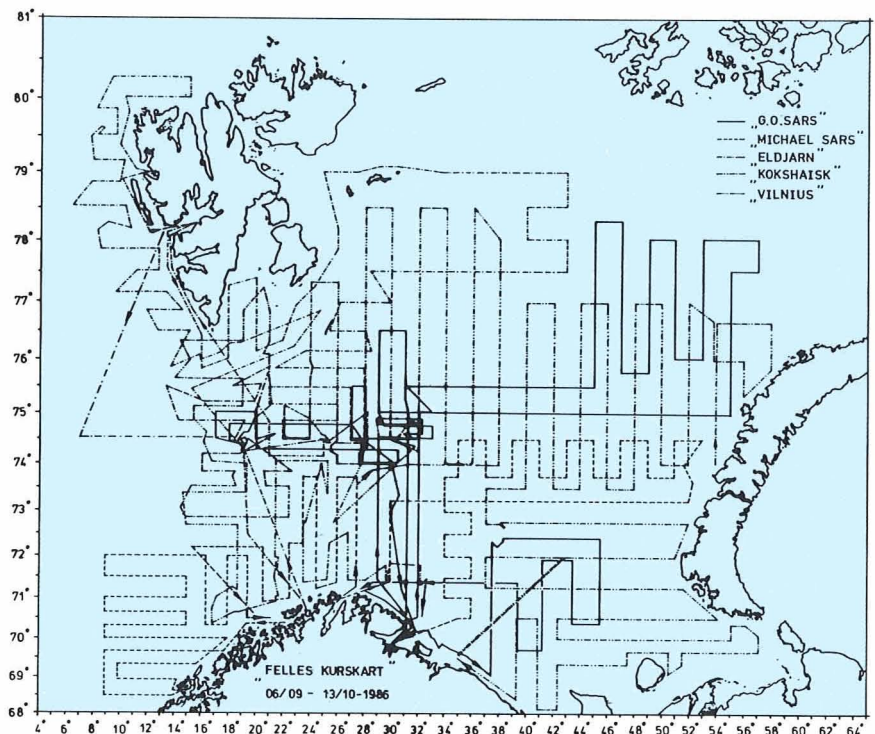 81°
80°
79°
78°
77°
76°
75°
74°
73°
72°
71°
70°
69°
68°
„G.O.SARS"
„MICHAEL SARS"
„ELDJARN"
„KOKSHAISK"
„VILNIUS"
„FELLES KURSKART"
06/09 - 13/10-1986
4° 6° 8° 10° 12° 14° 16° 18° 20° 22° 24° 26° 28° 30° 32° 34° 36° 38° 40° 42° 44° 46° 48° 50° 52° 54° 56° 58° 60° 62° 64°